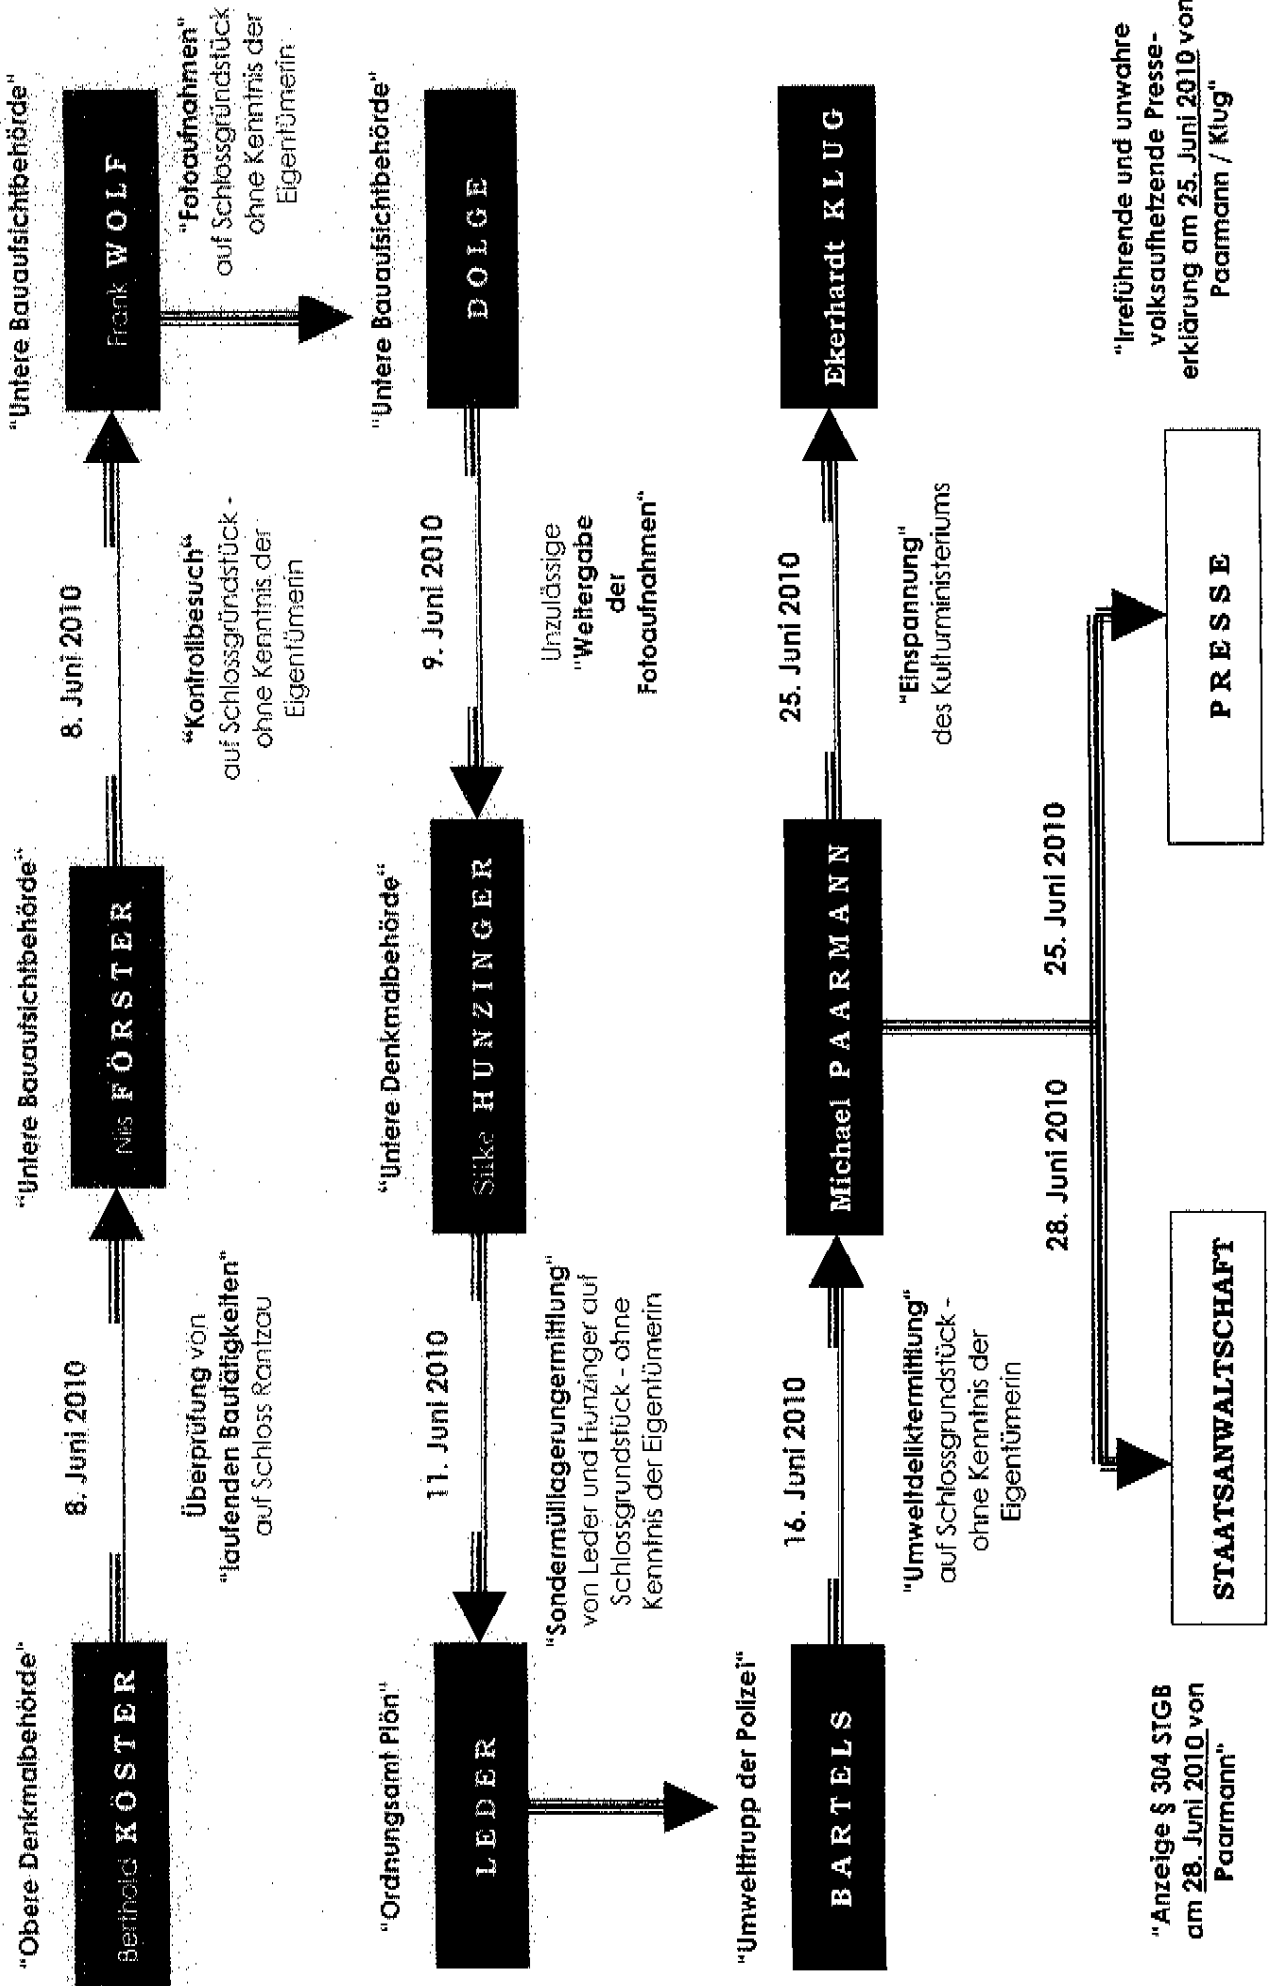 "Obere Denkmalbehörde"
Berthold KÖSTER
8. Juni 2010
Überprüfung von
"laufenden Bautätigkeiten"
auf Schloss Rantzau
"Untere Bauaufsichtbehörde"
Nils FÖRSTER
8. Juni 2010
"Kontrollbesuch"
auf Schlossgründstück -
ohne Kenntnis der
Eigentümerin
"Untere Bauaufsichtbehörde"
Frank WOLF
"Fotoaufnahmen"
auf Schlossgründstück
ohne Kenntnis der
Eigentümerin
"Untere Bauaufsichtbehörde"
DOLGE
9. Juni 2010
Unzulässige
"Weitergabe
der
Fotoaufnahmen"
"Untere Denkmalbehörde"
Silke HUNZINGER
11. Juni 2010
"Sondermülllagerungermittlung"
von Leder und Hunzinger auf
Schlossgrundstück - ohne
Kenntnis der Eigentümerin
"Ordnungsamt Plön"
LEDER
"Umwelttrupp der Polizei"
BARTELS
16. Juni 2010
"Umweltdeliktermittlung"
auf Schlossgrundstück -
ohne Kenntnis der
Eigentümerin
Michael PAARMANN
25. Juni 2010
"Einspannung"
des Kulturministeriums
Ekerhardt KLUG
28. Juni 2010
25. Juni 2010
"Anzeige § 304 STGB
am 28. Juni 2010 von
Paarmann"
STAATSANWALTSCHAFT
PRESSE
"Irreführende und unwahre
volksaufhetzende Presse-
erklärung am 25. Juni 2010 von
Paarmann / Klug"